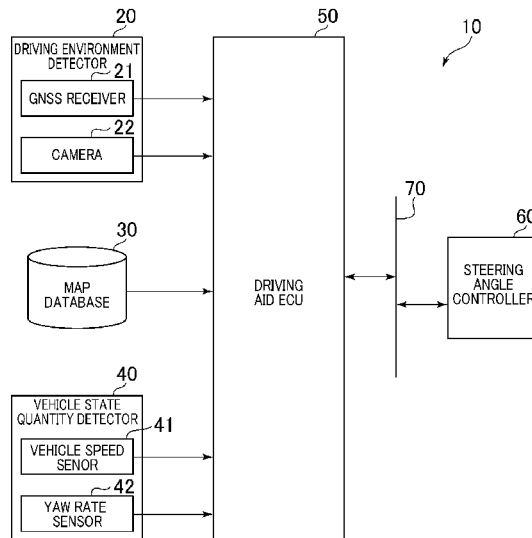 20
DRIVING ENVIRONMENT
DETECTOR
21
GNSS RECEIVER
22
CAMERA
30
MAP
DATABASE
40
VEHICLE STATE
QUANTITY DETECTOR
41
VEHICLE SPEED
SENOR
42
YAW RATE
SENSOR
50
DRIVING
AID ECU
10
70
60
STEERING
ANGLE
CONTROLLER